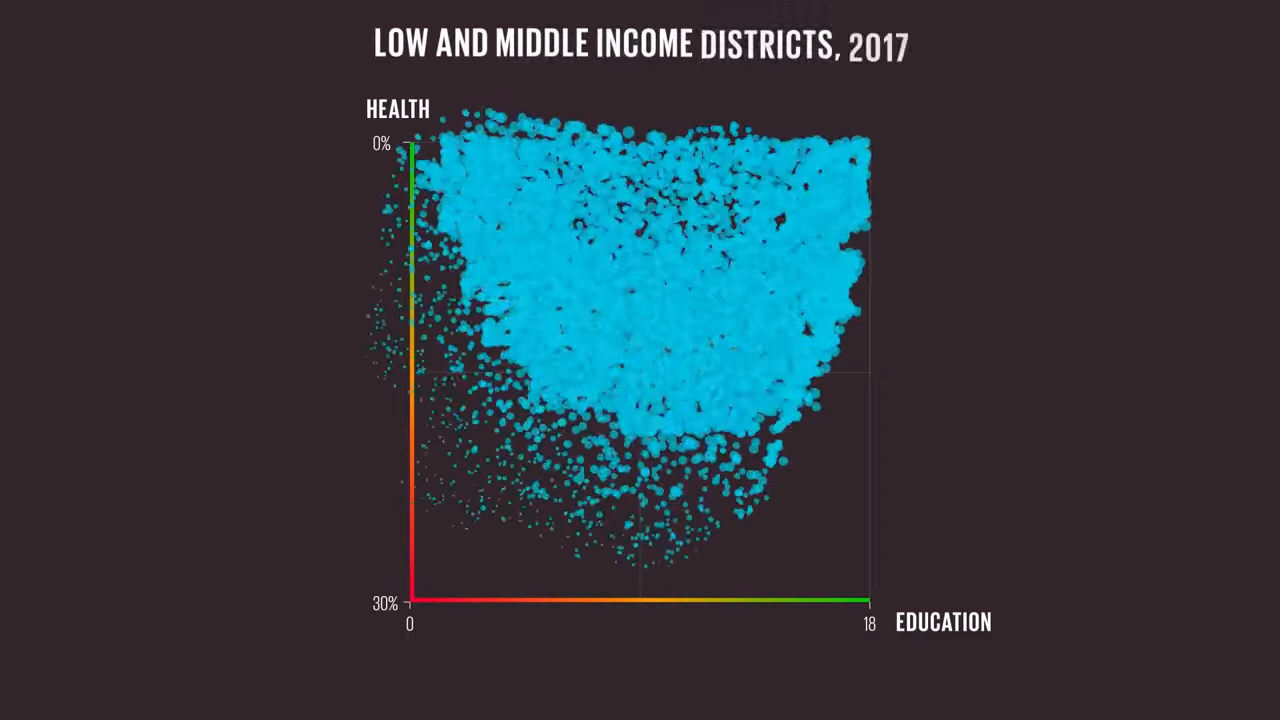 LOW AND MIDDLE INCOME DISTRICTS, 2017
HEALTH
0%
30%
0
18
EDUCATION